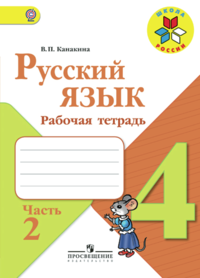 ШКОЛА
РОССИИ
В. П. Канакина
Русский
язык
Рабочая тетрадь
4
Часть
2
ПРОСВЕЩЕНИЕ